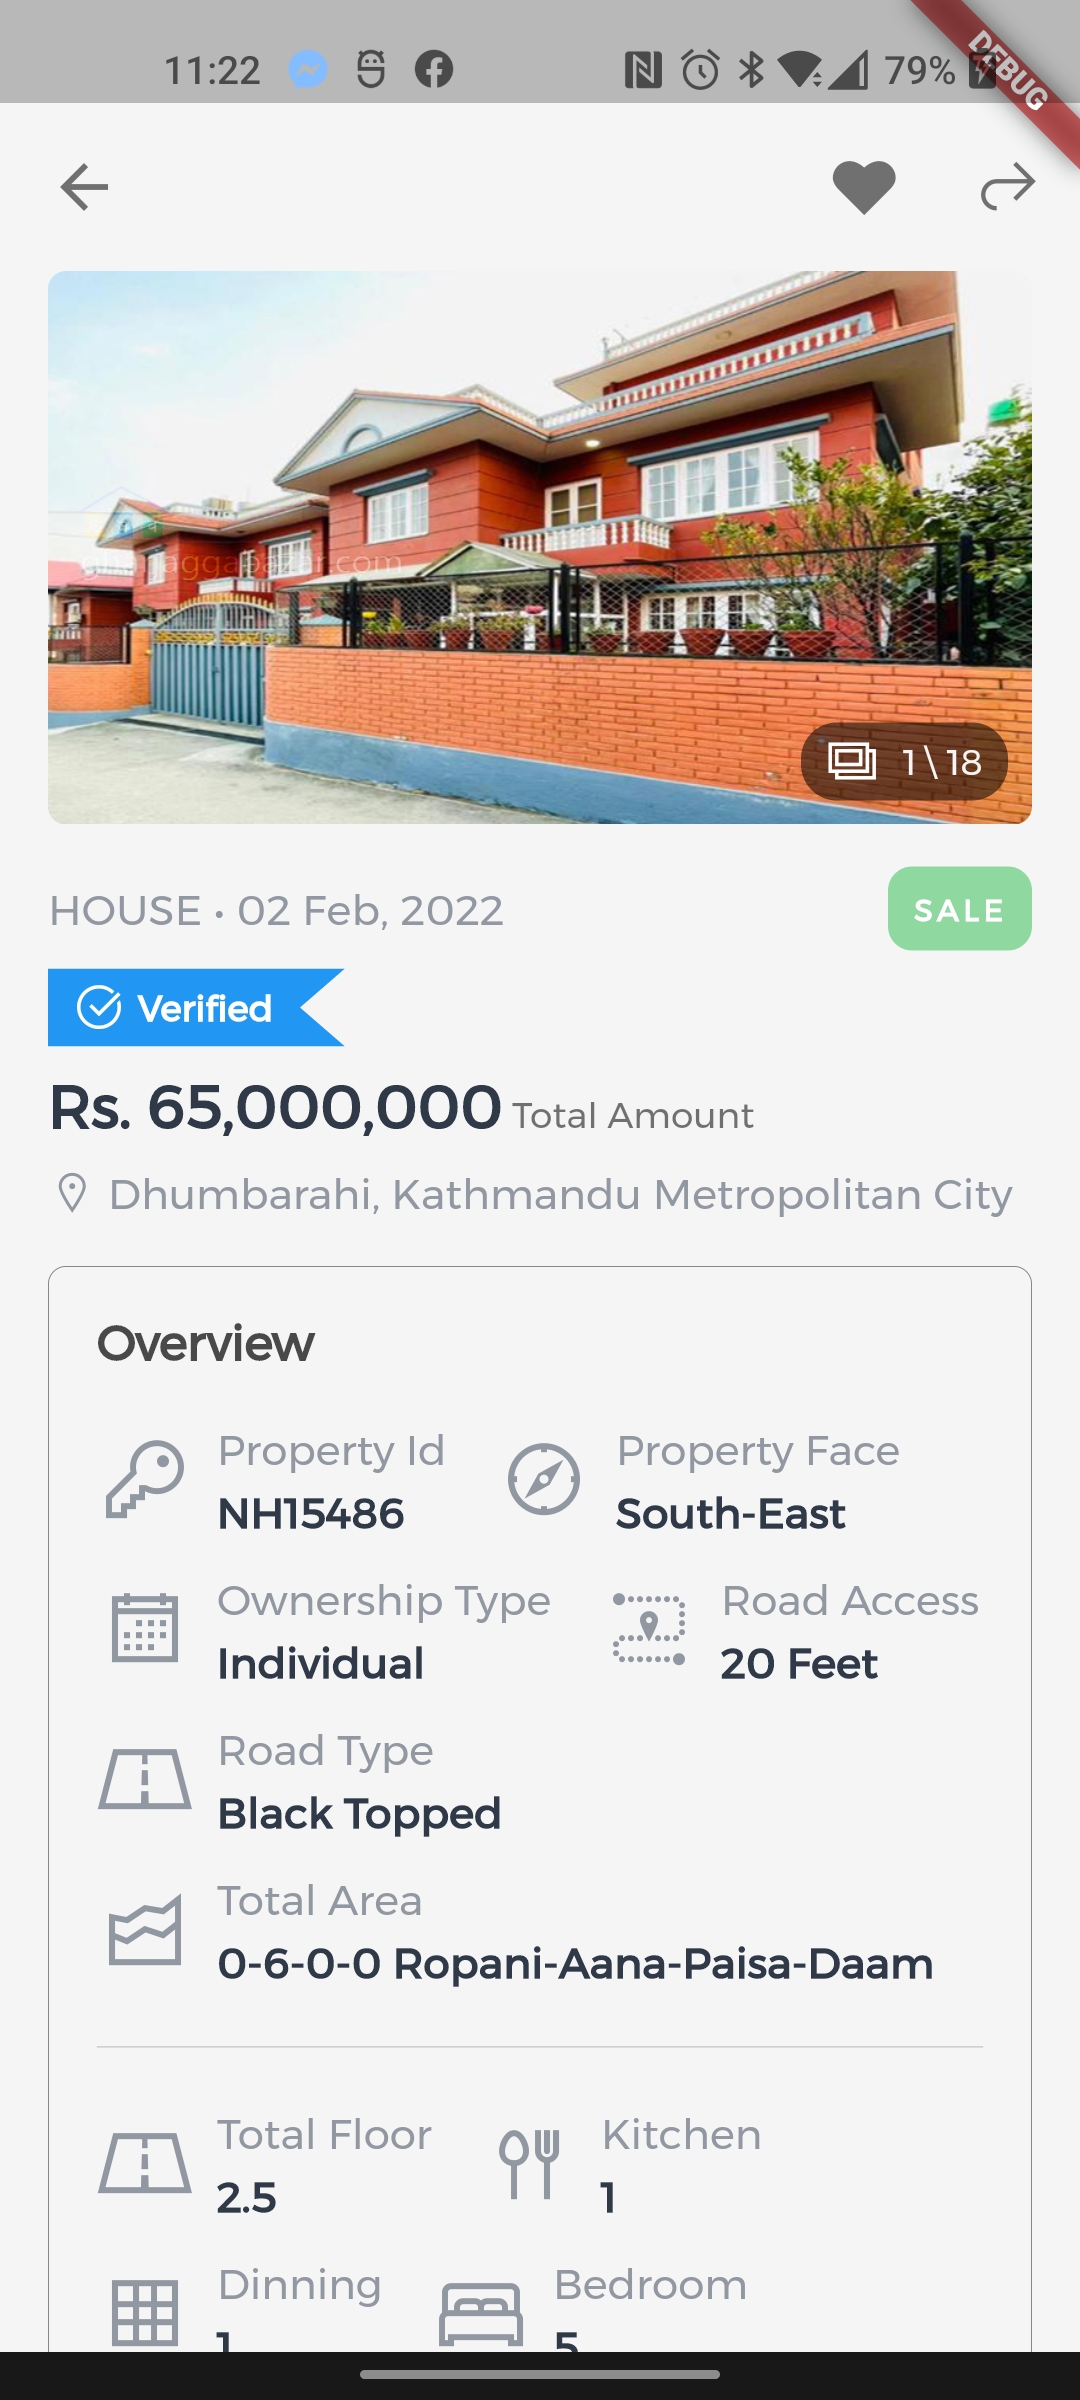 11:22
79%
DEBUG
gharjaggabazar.com
1 \ 18
HOUSE • 02 Feb, 2022
SALE
Verified
Rs. 65,000,000 Total Amount
Dhumbarahi, Kathmandu Metropolitan City
Overview
Property Id
NH15486
Property Face
South-East
Ownership Type
Individual
Road Access
20 Feet
Road Type
Black Topped
Total Area
0-6-0-0 Ropani-Aana-Paisa-Daam
Total Floor
2.5
Kitchen
1
Dinning
1
Bedroom
5